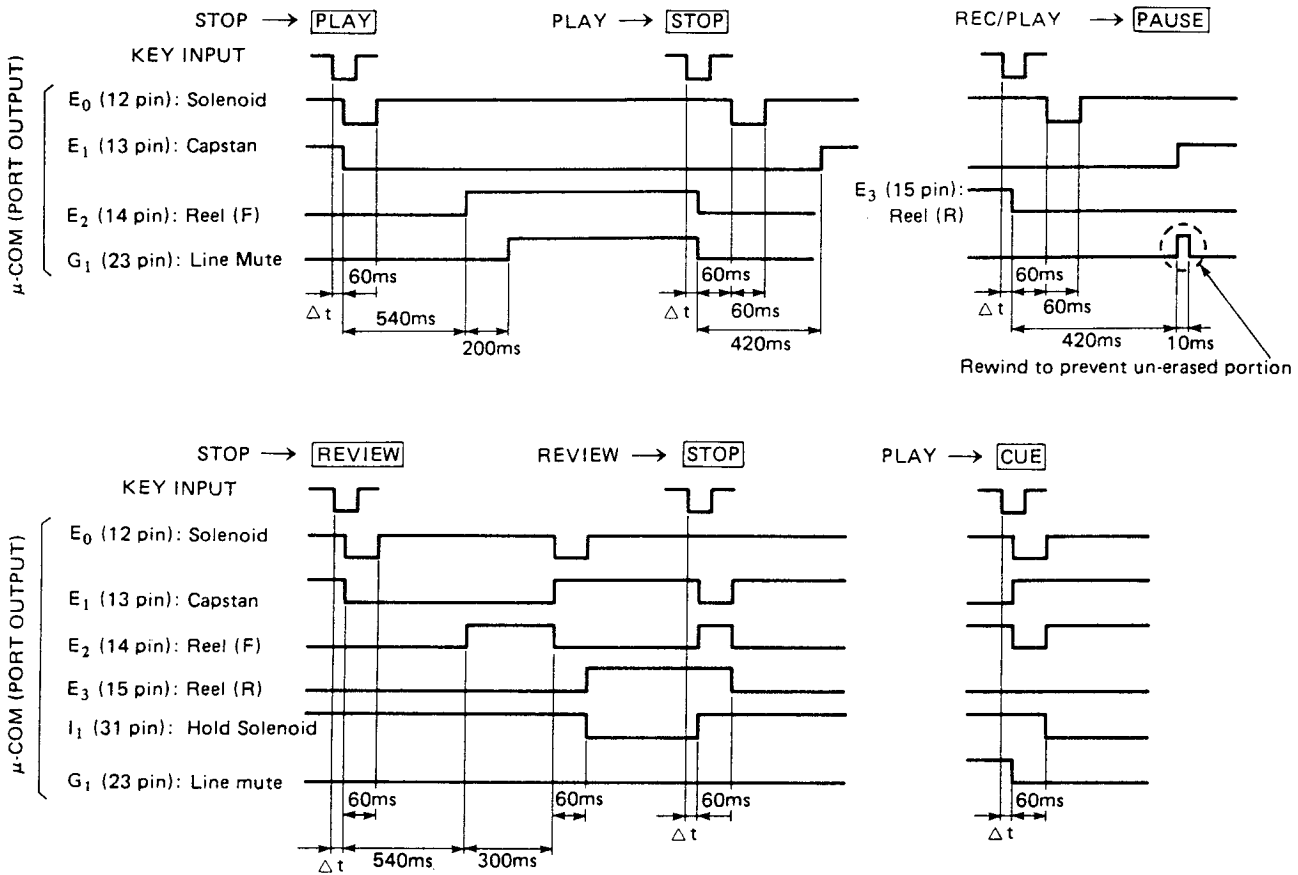 STOP → PLAY
PLAY → STOP
REC/PLAY → PAUSE
KEY INPUT
μ-COM (PORT OUTPUT)
E0 (12 pin): Solenoid
E1 (13 pin): Capstan
E2 (14 pin): Reel (F)
G1 (23 pin): Line Mute
E3 (15 pin):
Reel (R)
60ms
Δt
540ms
200ms
60ms
Δt
60ms
420ms
60ms
Δt
60ms
420ms
10ms
Rewind to prevent un-erased portion
STOP → REVIEW
REVIEW → STOP
PLAY → CUE
KEY INPUT
μ-COM (PORT OUTPUT)
E0 (12 pin): Solenoid
E1 (13 pin): Capstan
E2 (14 pin): Reel (F)
E3 (15 pin): Reel (R)
I1 (31 pin): Hold Solenoid
G1 (23 pin): Line mute
60ms
60ms
60ms
60ms
Δt
540ms
300ms
Δt
Δt